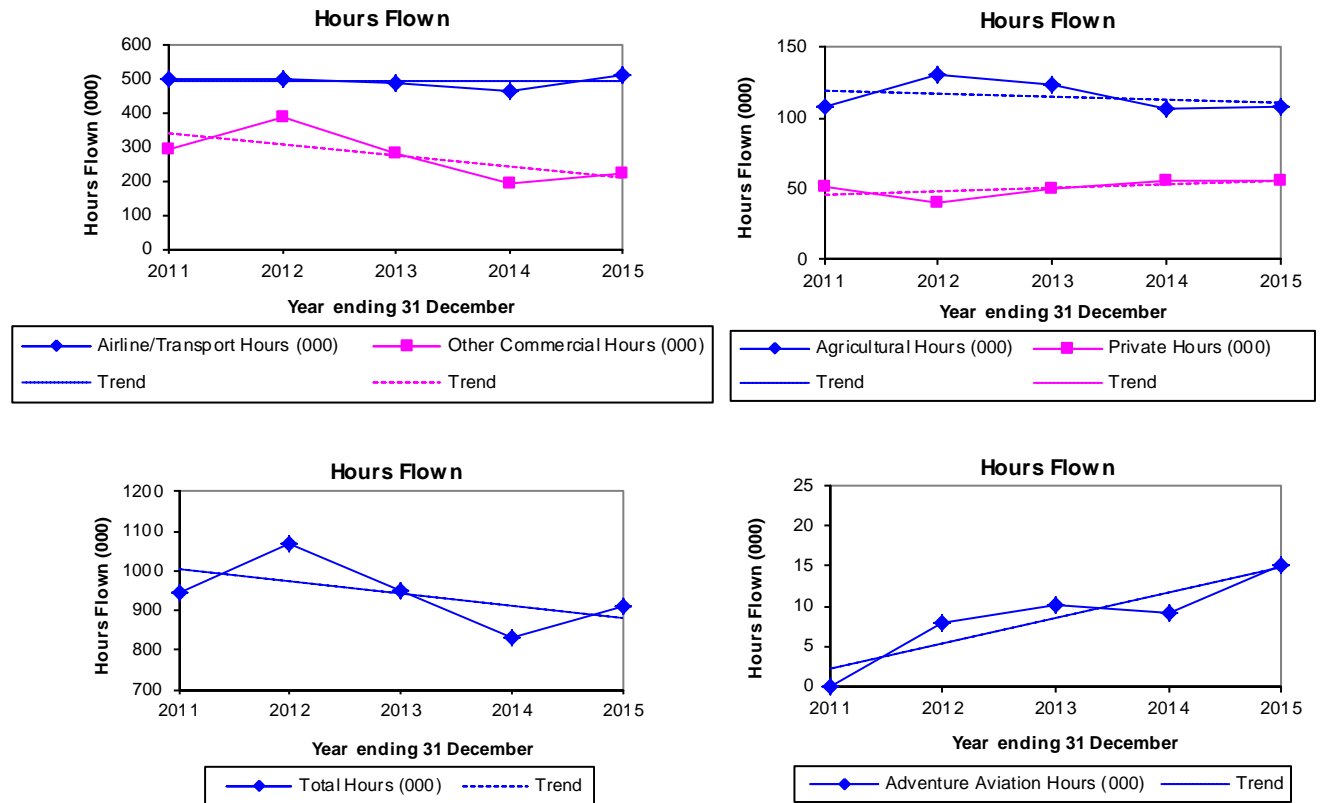 Hours Flown
Hours Flown (000)
600
500
400
300
200
100
0
2011 2012 2013 2014 2015
Year ending 31 December
Airline/Transport Hours (000) Other Commercial Hours (000)
Trend Trend
Hours Flown
Hours Flown (000)
150
100
50
0
2011 2012 2013 2014 2015
Year ending 31 December
Agricultural Hours (000) Private Hours (000)
Trend Trend
Hours Flown
Hours Flown (000)
1200
1100
1000
900
800
700
2011 2012 2013 2014 2015
Year ending 31 December
Total Hours (000) Trend
Hours Flown
Hours Flown (000)
25
20
15
10
5
0
2011 2012 2013 2014 2015
Year ending 31 December
Adventure Aviation Hours (000) Trend